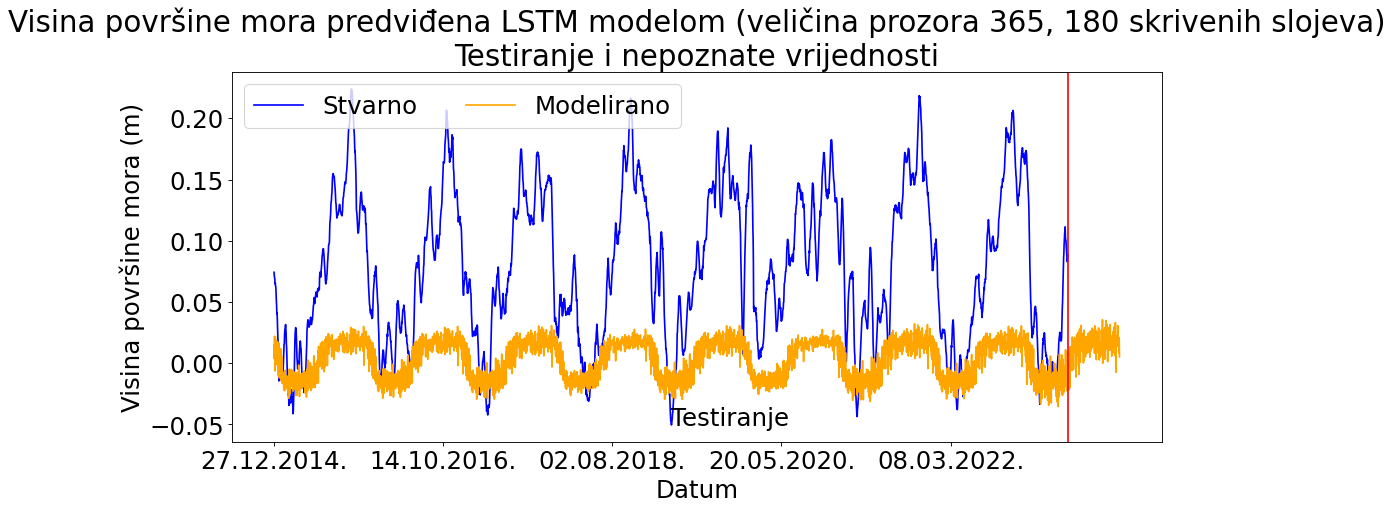 Visina površine mora predviđena LSTM modelom (veličina prozora 365, 180 skrivenih slojeva)
Testiranje i nepoznate vrijednosti
Stvarno
Modelirano
Visina površine mora (m)
0.20
0.15
0.10
0.05
0.00
−0.05
Testiranje
27.12.2014.
14.10.2016.
02.08.2018.
20.05.2020.
08.03.2022.
Datum